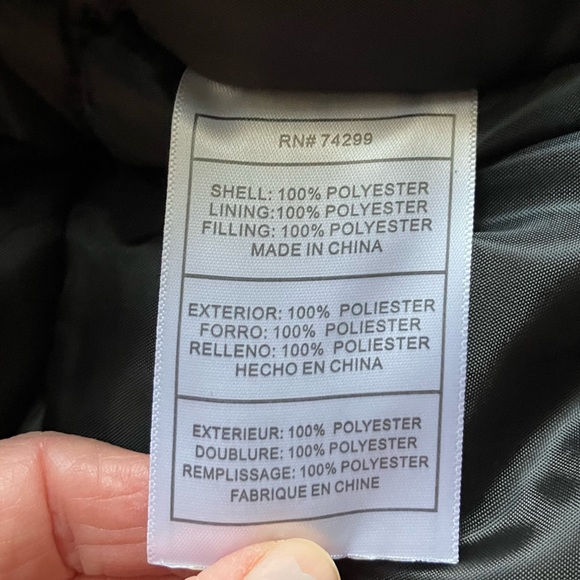 RN# 74299
SHELL: 100% POLYESTER
LINING:100% POLYESTER
FILLING: 100% POLYESTER
MADE IN CHINA
EXTERIOR: 100% POLIESTER
FORRO: 100% POLIESTER
RELLENO: 100% POLIESTER
HECHO EN CHINA
EXTERIEUR: 100% POLYESTER
DOUBLURE: 100% POLYESTER
REMPLISSAGE: 100% POLYESTER
FABRIQUE EN CHINE